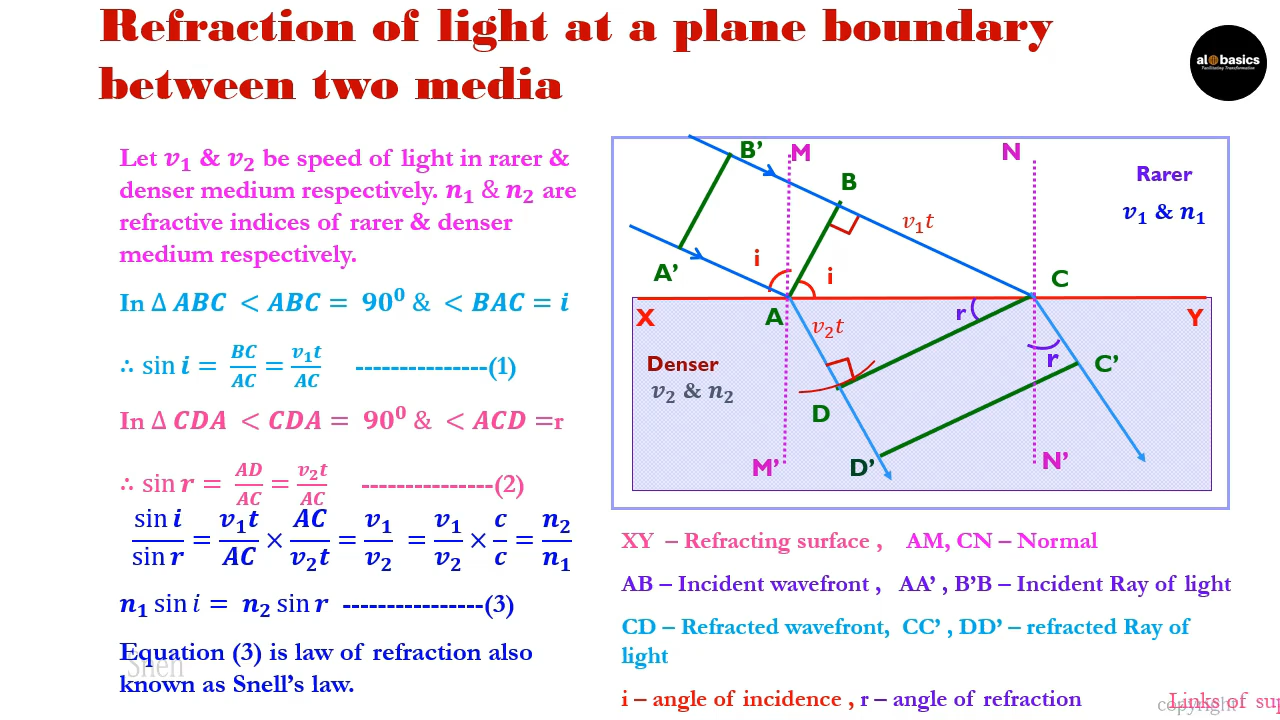 Refraction of light at a plane boundary
between two media
al basics
Facilitating Transformation
Let v₁ & v₂ be speed of light in rarer &
denser medium respectively. n₁ & n₂ are
refractive indices of rarer & denser
medium respectively.
In Δ ABC < ABC = 90⁰ & < BAC = i
∴ sin i = BC/AC = v₁t/AC ---------------(1)
In Δ CDA < CDA = 90⁰ & < ACD =r
∴ sin r = AD/AC = v₂t/AC ---------------(2)
sin i/sin r = v₁t/AC × AC/v₂t = v₁/v₂ = v₁/v₂ × c/c = n₂/n₁
n₁ sin i = n₂ sin r ----------------(3)
Equation (3) is law of refraction also
known as Snell's law.
B' M N
B
Rarer
v₁ & n₁
v₁t
A' i i C
X A v₂t r Y
Denser
v₂ & n₂
r C'
D
M' D' N'
XY – Refracting surface , AM, CN – Normal
AB – Incident wavefront , AA' , B'B – Incident Ray of light
CD – Refracted wavefront, CC' , DD' – refracted Ray of
light
i – angle of incidence , r – angle of refraction
copyright
Links of sup